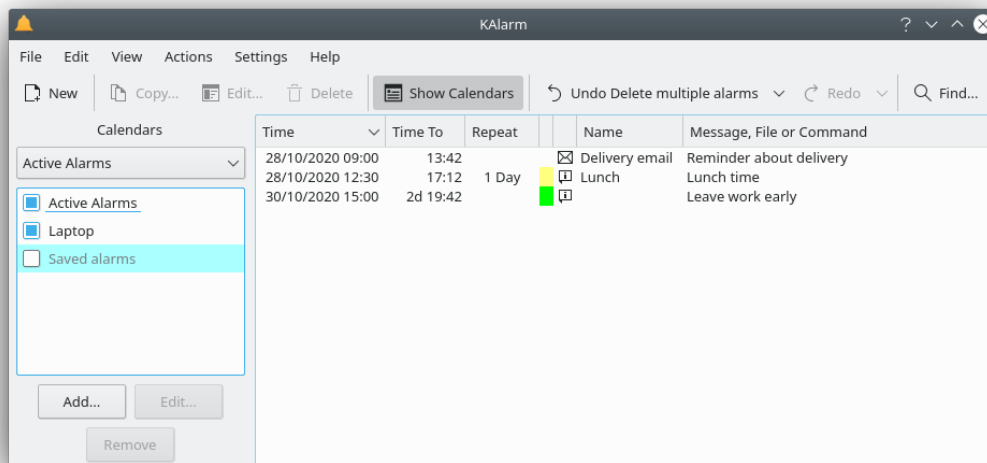 KAlarm
File Edit View Actions Settings Help
New Copy... Edit... Delete Show Calendars Undo Delete multiple alarms Redo Find...
Calendars
Active Alarms
Active Alarms
Laptop
Saved alarms
Add... Edit...
Remove
Time Time To Repeat Name Message, File or Command
28/10/2020 09:00 13:42 Delivery email Reminder about delivery
28/10/2020 12:30 17:12 1 Day Lunch Lunch time
30/10/2020 15:00 2d 19:42 Leave work early